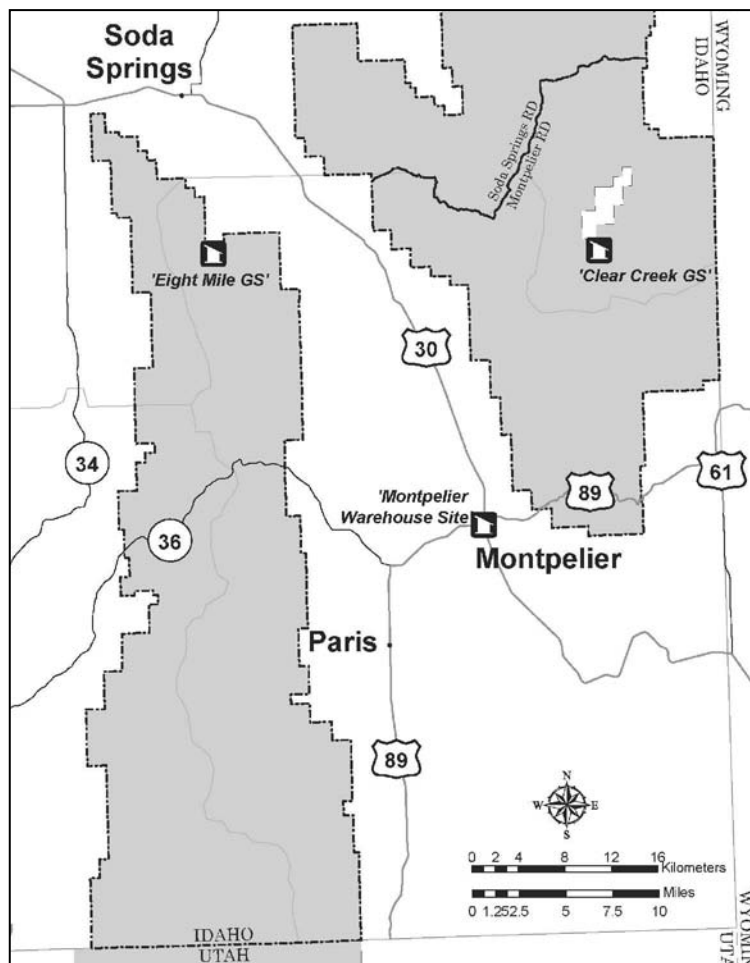 Soda
Springs
WYOMING
IDAHO
Soda Springs RD
Montpelier RD
'Eight Mile GS'
'Clear Creek GS'
30
34
61
89
'Montpelier
Warehouse Site
36
Montpelier
Paris
89
N
W E
S
0 2 4 8 12 16
Kilometers
Miles
0 1.25 2.5 5 7.5 10
IDAHO
UTAH
WYOMIN
UTA